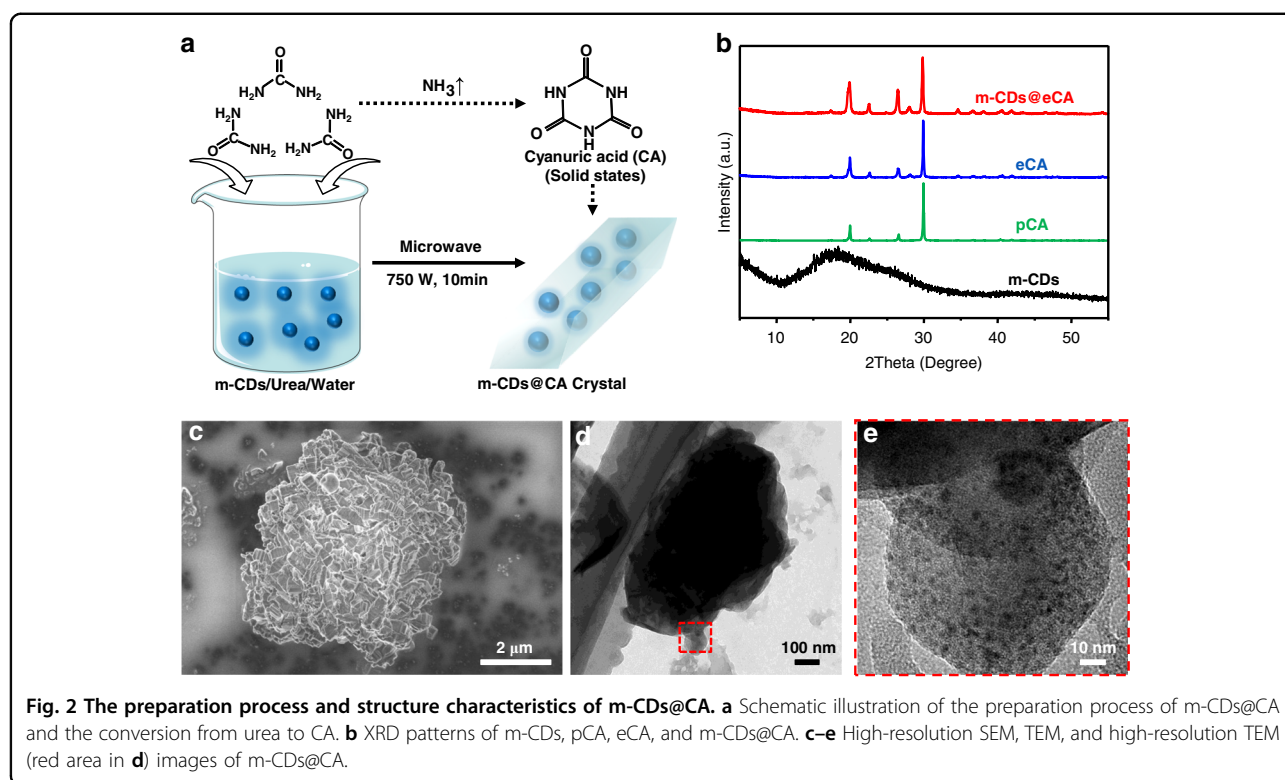 a
O
C
NH₂ NH₂
NH₂
C
O NH₂
NH₂
C
H₂N O
NH₃↑
O
HN NH
O N O
H
Cyanuric acid (CA)
(Solid states)
Microwave
750 W, 10min
m-CDs/Urea/Water
m-CDs@CA Crystal
b
Intensity (a.u.)
m-CDs@eCA
eCA
pCA
m-CDs
10 20 30 40 50
2Theta (Degree)
c
2 μm
d
100 nm
e
10 nm
Fig. 2 The preparation process and structure characteristics of m-CDs@CA. a Schematic illustration of the preparation process of m-CDs@CA
and the conversion from urea to CA. b XRD patterns of m-CDs, pCA, eCA, and m-CDs@CA. c–e High-resolution SEM, TEM, and high-resolution TEM
(red area in d) images of m-CDs@CA.